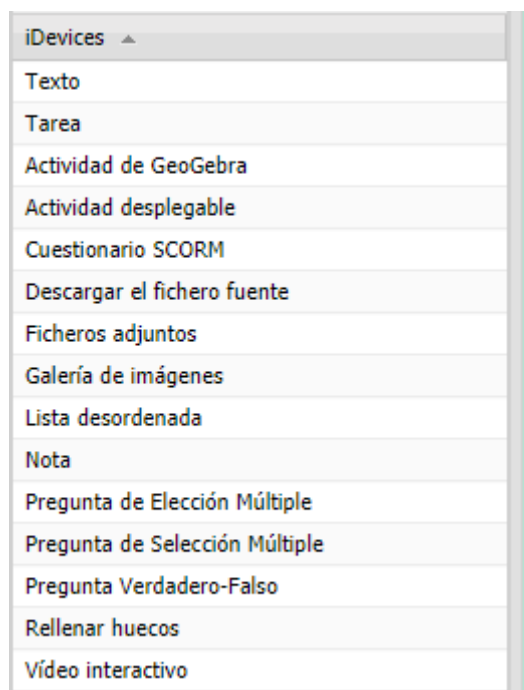 iDevices
Texto
Tarea
Actividad de GeoGebra
Actividad desplegable
Cuestionario SCORM
Descargar el fichero fuente
Ficheros adjuntos
Galería de imágenes
Lista desordenada
Nota
Pregunta de Elección Múltiple
Pregunta de Selección Múltiple
Pregunta Verdadero-Falso
Rellenar huecos
Vídeo interactivo